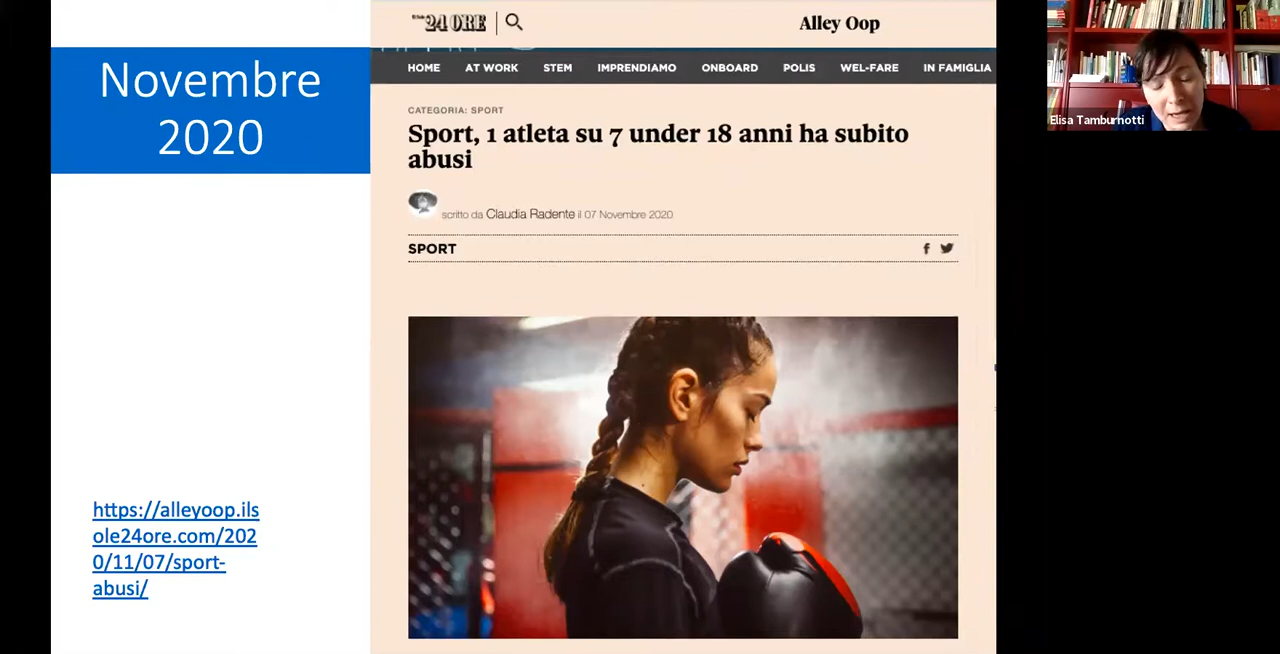 Novembre
2020
https://alleyoop.ils
ole24ore.com/202
0/11/07/sport-
abusi/
24 ORE
Alley Oop
HOME AT WORK STEM IMPRENDIAMO ONBOARD POLIS WEL-FARE IN FAMIGLIA
CATEGORIA: SPORT
Sport, 1 atleta su 7 under 18 anni ha subito
abusi
scritto da Claudia Radente il 07 Novembre 2020
SPORT
Elisa Tamburnotti